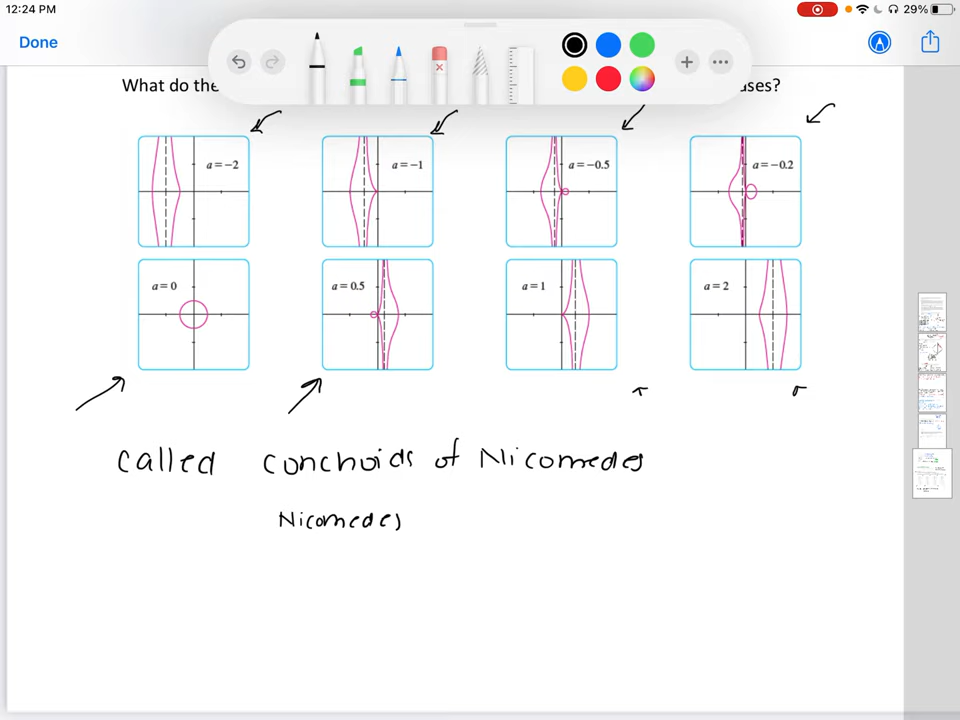 12:24 PM
29%
Done
What do the
ases?
a = −2
a = −1
a = −0.5
a = −0.2
a = 0
a = 0.5
a = 1
a = 2
called conchoids of Nicomedes
Nicomedes